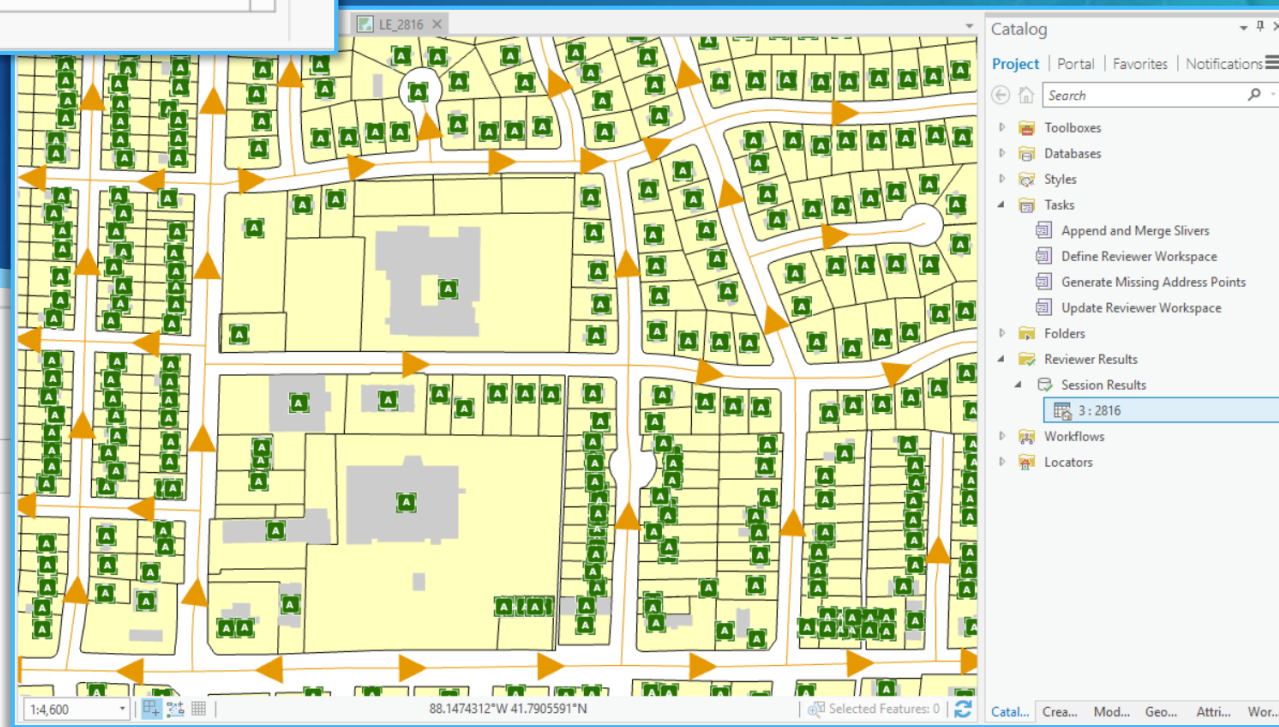 LE_2816
Catalog
Project | Portal | Favorites | Notifications
Search
Toolboxes
Databases
Styles
Tasks
Append and Merge Slivers
Define Reviewer Workspace
Generate Missing Address Points
Update Reviewer Workspace
Folders
Reviewer Results
Session Results
3 : 2816
Workflows
Locators
1:4,600
88.1474312°W 41.7905591°N
Selected Features: 0
Catal... Crea... Mod... Geo... Attri... Wor...